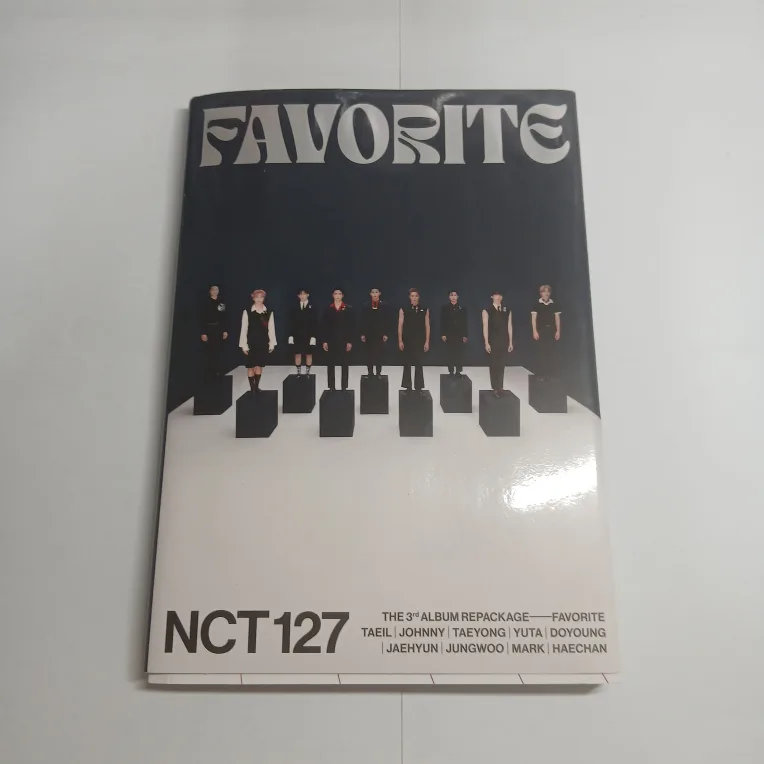 FAVORITE
NCT 127
THE 3rd ALBUM REPACKAGE——FAVORITE
TAEIL | JOHNNY | TAEYONG | YUTA | DOYOUNG
| JAEHYUN | JUNGWOO | MARK | HAECHAN